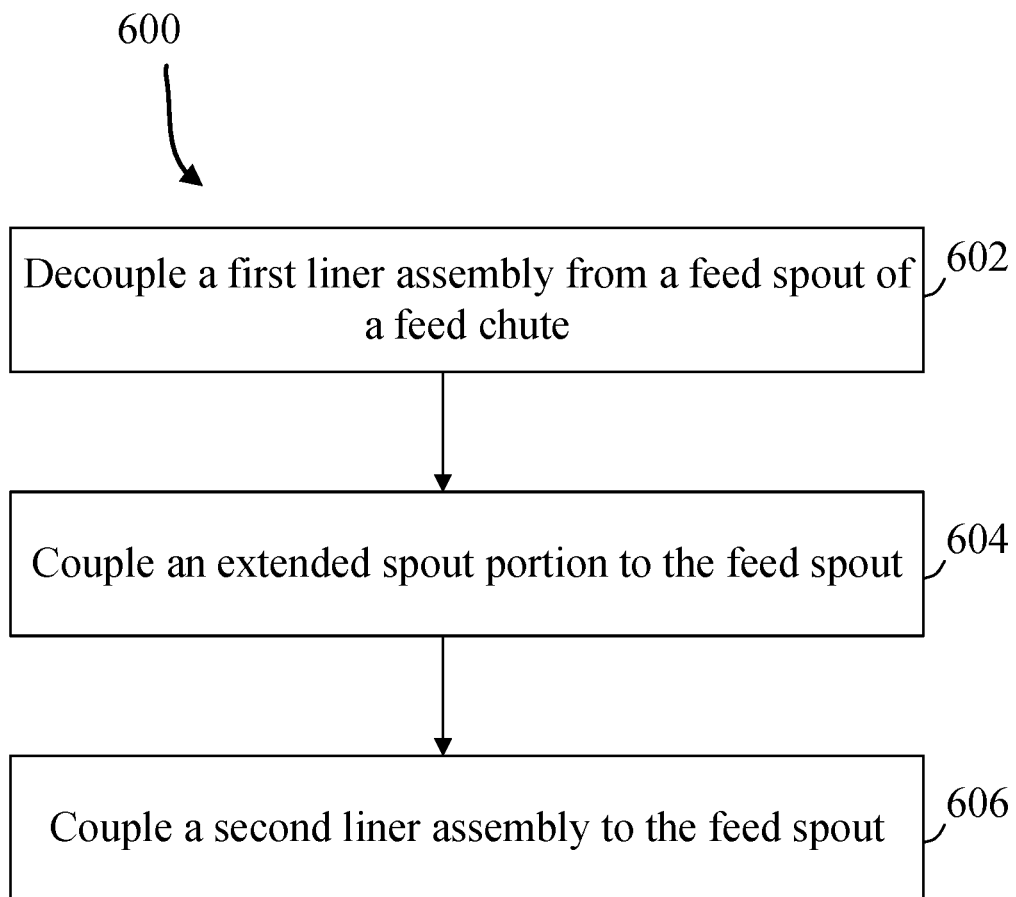 600
Decouple a first liner assembly from a feed spout of
a feed chute
602
Couple an extended spout portion to the feed spout
604
Couple a second liner assembly to the feed spout
606